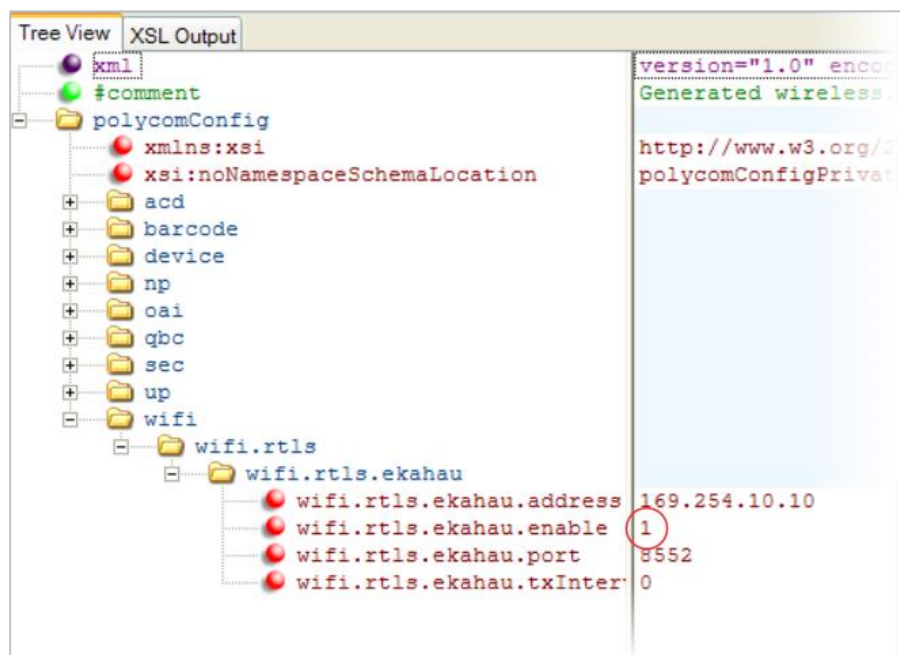 Tree View XSL Output
xml version="1.0" enco
#comment Generated wireless.
polycomConfig
xmlns:xsi http://www.w3.org/2
xsi:noNamespaceSchemaLocation polycomConfigPrivat
acd
barcode
device
np
oai
qbc
sec
up
wifi
wifi.rtls
wifi.rtls.ekahau
wifi.rtls.ekahau.address 169.254.10.10
wifi.rtls.ekahau.enable 1
wifi.rtls.ekahau.port 8552
wifi.rtls.ekahau.txInter 0